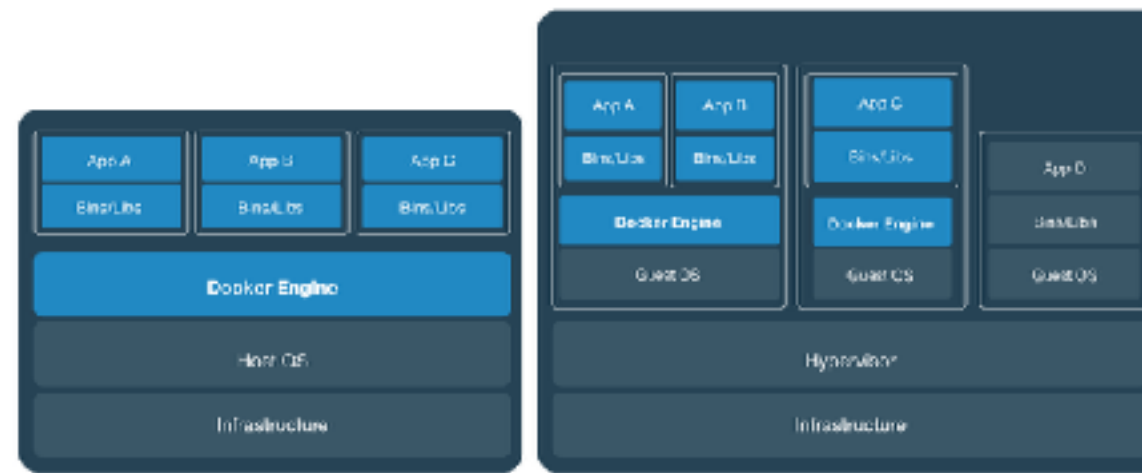 App A
App B
App C
Bins/Libs
Bins/Libs
Bins/Libs
Docker Engine
Host OS
Infrastructure
App A
App B
Bins/Libs
Bins/Libs
Docker Engine
Guest OS
App C
Bins/Libs
Docker Engine
Guest OS
App D
Bins/Libs
Guest OS
Hypervisor
Infrastructure